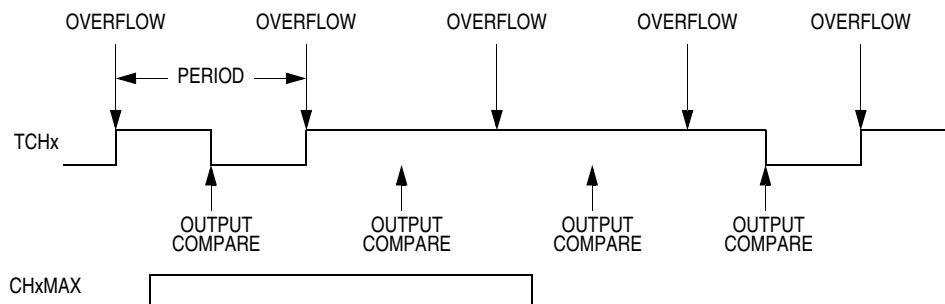 OVERFLOW
OVERFLOW
OVERFLOW
OVERFLOW
OVERFLOW
PERIOD
TCHx
OUTPUT
COMPARE
OUTPUT
COMPARE
OUTPUT
COMPARE
OUTPUT
COMPARE
CHxMAX